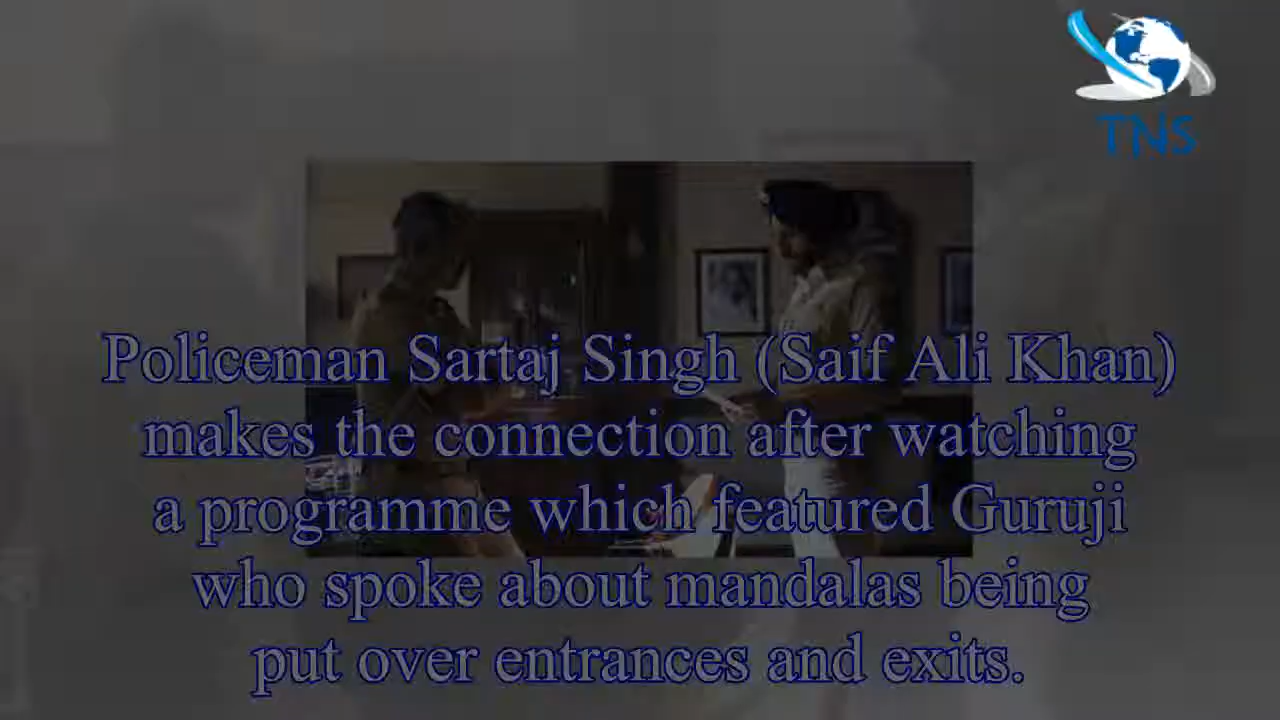 TNS
Policeman Sartaj Singh (Saif Ali Khan)
makes the connection after watching
a programme which featured Guruji
who spoke about mandalas being
put over entrances and exits.